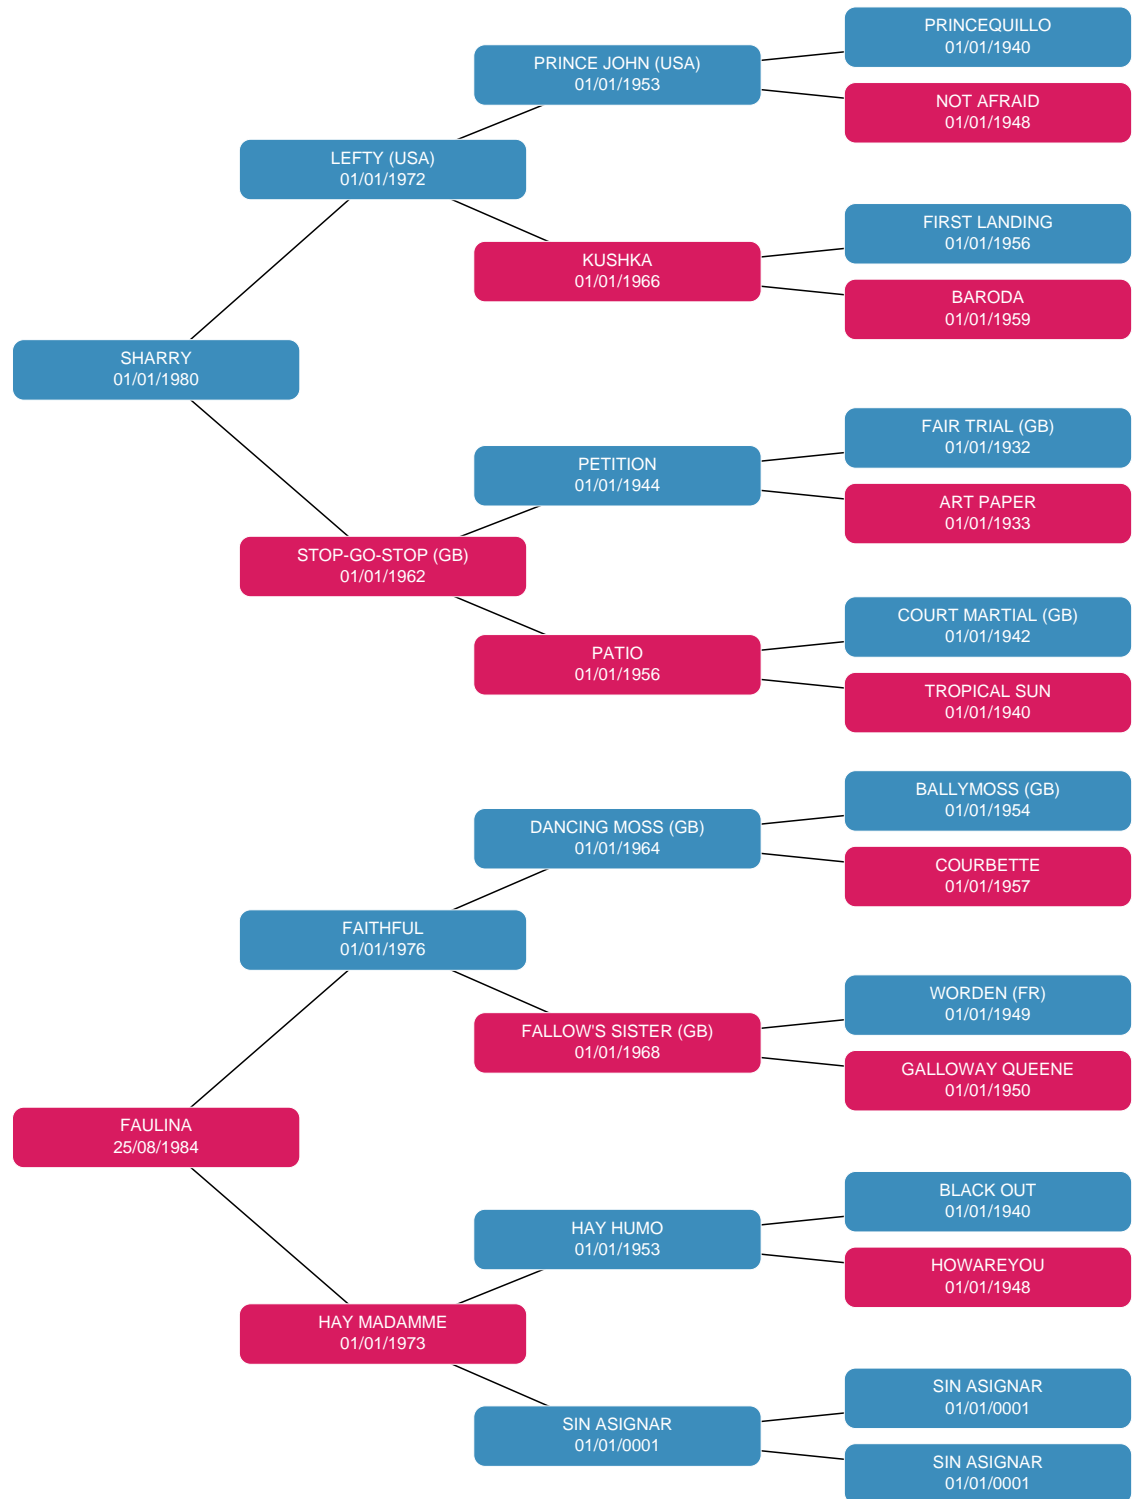 PRINCEQUILLO
01/01/1940
PRINCE JOHN (USA)
01/01/1953
NOT AFRAID
01/01/1948
LEFTY (USA)
01/01/1972
FIRST LANDING
01/01/1956
KUSHKA
01/01/1966
BARODA
01/01/1959
SHARRY
01/01/1980
FAIR TRIAL (GB)
01/01/1932
PETITION
01/01/1944
ART PAPER
01/01/1933
STOP-GO-STOP (GB)
01/01/1962
COURT MARTIAL (GB)
01/01/1942
PATIO
01/01/1956
TROPICAL SUN
01/01/1940
BALLYMOSS (GB)
01/01/1954
DANCING MOSS (GB)
01/01/1964
COURBETTE
01/01/1957
FAITHFUL
01/01/1976
WORDEN (FR)
01/01/1949
FALLOW'S SISTER (GB)
01/01/1968
GALLOWAY QUEENE
01/01/1950
FAULINA
25/08/1984
BLACK OUT
01/01/1940
HAY HUMO
01/01/1953
HOWAREYOU
01/01/1948
HAY MADAMME
01/01/1973
SIN ASIGNAR
01/01/0001
SIN ASIGNAR
01/01/0001
SIN ASIGNAR
01/01/0001